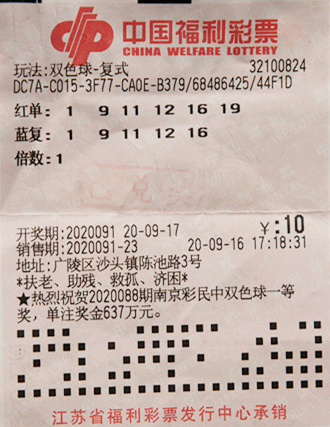 中国福利彩票
CHINA WELFARE LOTTERY
玩法:双色球-复式 32100824
DC7A-C015-3F77-CA0E-B379/68486425/44F1D
红单: 1 9 11 12 16 19
蓝复: 1 9 11 12 16
倍数:1
开奖期:2020091 20-09-17 ¥:10
销售期:2020091-23 20-09-16 17:18:31
地址:广陵区沙头镇陈池路3号
*扶老、助残、救孤、济困*
★热烈祝贺2020088期南京彩民中双色球一等
奖,单注奖金637万元。
江苏省福利彩票发行中心承销